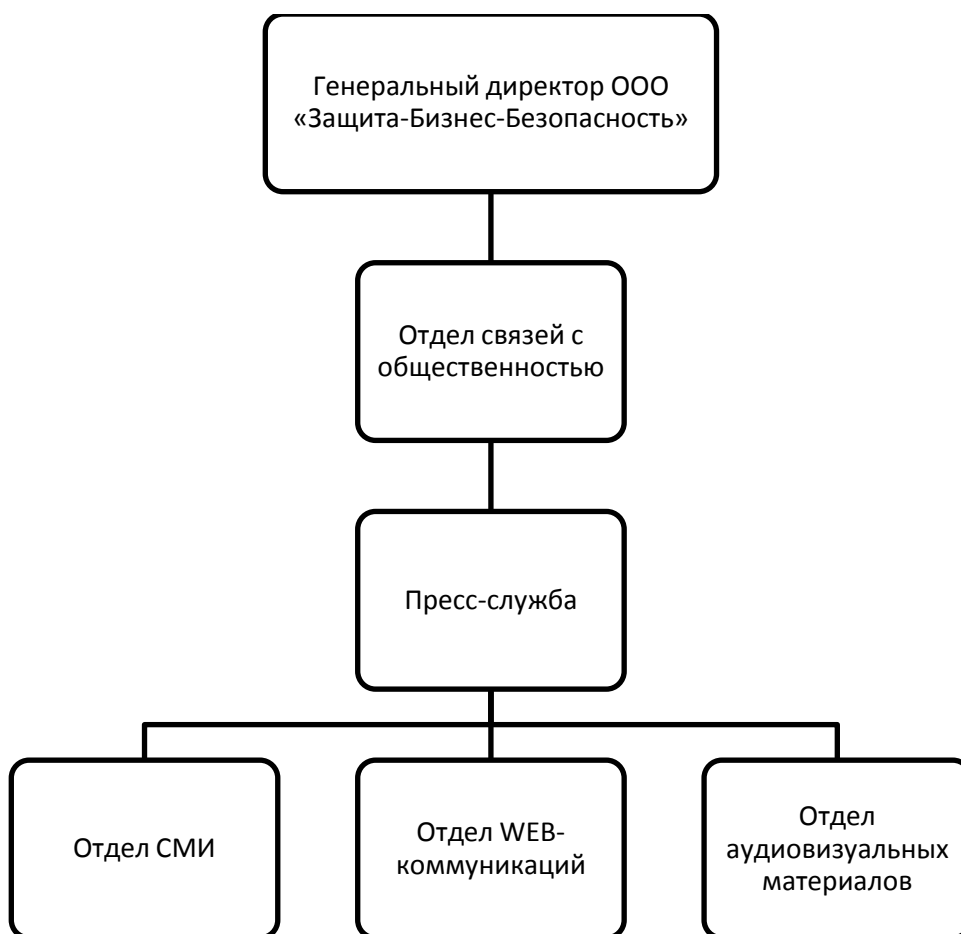 Генеральный директор ООО
«Защита-Бизнес-Безопасность»
Отдел связей с
общественностью
Пресс-служба
Отдел СМИ
Отдел WEB-
коммуникаций
Отдел
аудиовизуальных
материалов